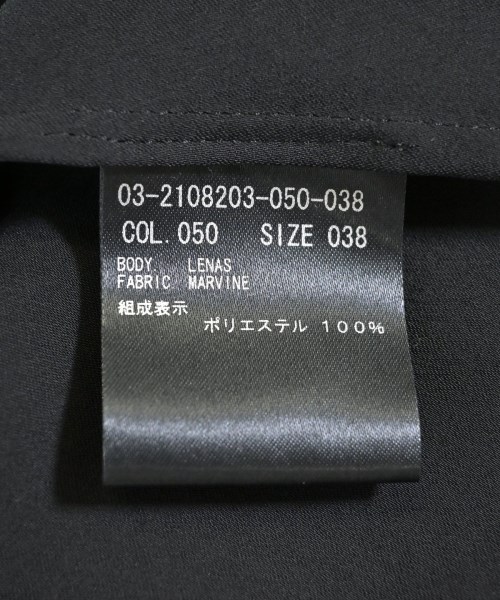 03-2108203-050-038
COL. 050 SIZE 038
BODY LENAS
FABRIC MARVINE
組成表示
ポリエステル 100%